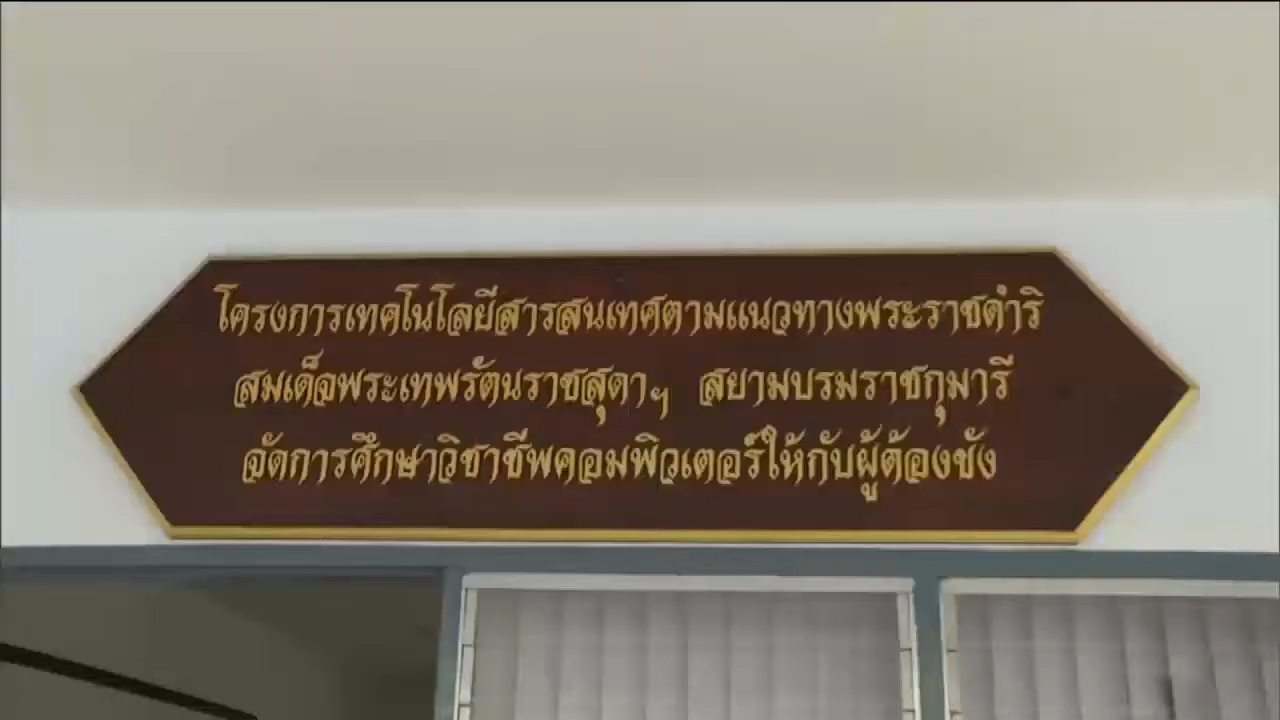 โครงการเทคโนโลยีสารสนเทศตามแนวทางพระราชดำริ
สมเด็จพระเทพรัตนราชสุดาฯ สยามบรมราชกุมารี
จัดการศึกษาวิชาชีพคอมพิวเตอร์ให้กับผู้ต้องขัง